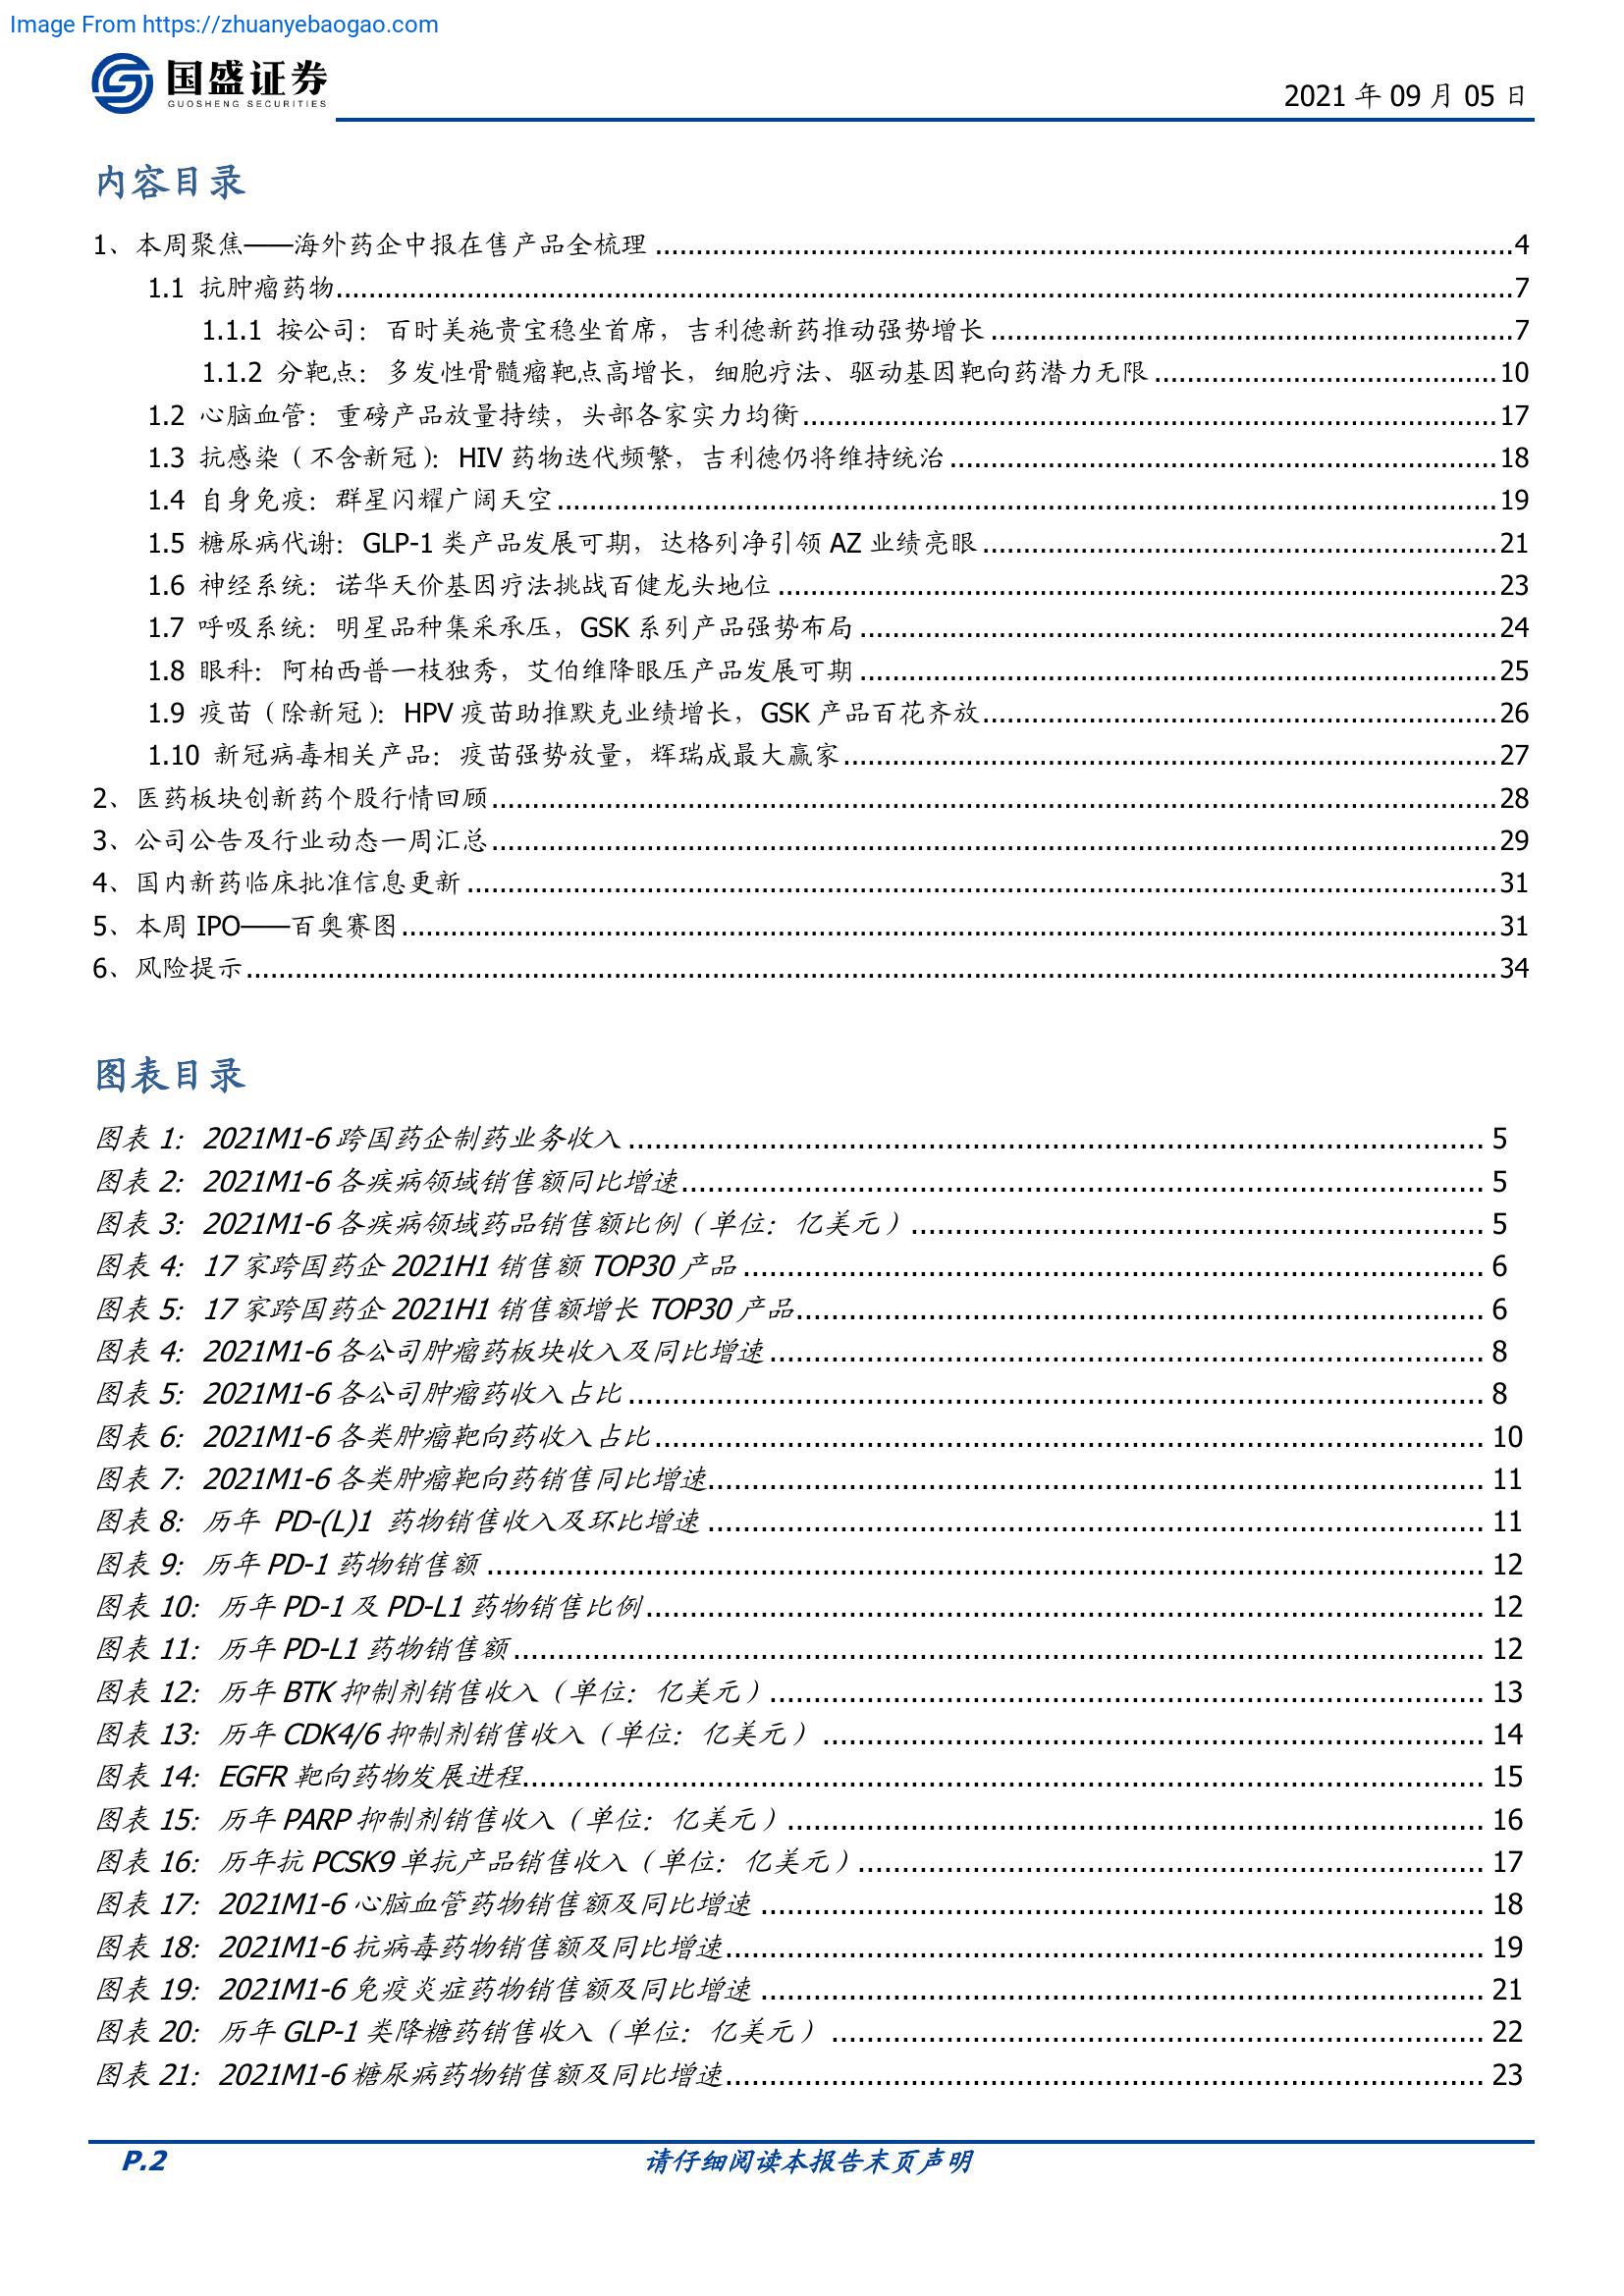 Image From https://zhuanyebaogao.com
国盛证券
GUOSHENG SECURITIES
2021 年 09 月 05 日
内容目录
1、本周聚焦——海外药企中报在售产品全梳理 4
1.1 抗肿瘤药物 7
1.1.1 按公司：百时美施贵宝稳坐首席，吉利德新药推动强势增长 7
1.1.2 分靶点：多发性骨髓瘤靶点高增长，细胞疗法、驱动基因靶向药潜力无限 10
1.2 心脑血管：重磅产品放量持续，头部各家实力均衡 17
1.3 抗感染（不含新冠）：HIV 药物迭代频繁，吉利德仍将维持统治 18
1.4 自身免疫：群星闪耀广阔天空 19
1.5 糖尿病代谢：GLP-1 类产品发展可期，达格列净引领 AZ 业绩亮眼 21
1.6 神经系统：诺华天价基因疗法挑战百健龙头地位 23
1.7 呼吸系统：明星品种集采承压，GSK 系列产品强势布局 24
1.8 眼科：阿柏西普一枝独秀，艾伯维降眼压产品发展可期 25
1.9 疫苗（除新冠）：HPV 疫苗助推默克业绩增长，GSK 产品百花齐放 26
1.10 新冠病毒相关产品：疫苗强势放量，辉瑞成最大赢家 27
2、医药板块创新药个股行情回顾 28
3、公司公告及行业动态一周汇总 29
4、国内新药临床批准信息更新 31
5、本周 IPO——百奥赛图 31
6、风险提示 34
图表目录
图表 1：2021M1-6 跨国药企制药业务收入 5
图表 2：2021M1-6 各疾病领域销售额同比增速 5
图表 3：2021M1-6 各疾病领域药品销售额比例（单位：亿美元） 5
图表 4：17 家跨国药企 2021H1 销售额 TOP30 产品 6
图表 5：17 家跨国药企 2021H1 销售额增长 TOP30 产品 6
图表 4：2021M1-6 各公司肿瘤药板块收入及同比增速 8
图表 5：2021M1-6 各公司肿瘤药收入占比 8
图表 6：2021M1-6 各类肿瘤靶向药收入占比 10
图表 7：2021M1-6 各类肿瘤靶向药销售同比增速 11
图表 8：历年 PD-(L)1 药物销售收入及环比增速 11
图表 9：历年 PD-1 药物销售额 12
图表 10：历年 PD-1 及 PD-L1 药物销售比例 12
图表 11：历年 PD-L1 药物销售额 12
图表 12：历年 BTK 抑制剂销售收入（单位：亿美元） 13
图表 13：历年 CDK4/6 抑制剂销售收入（单位：亿美元） 14
图表 14：EGFR 靶向药物发展进程 15
图表 15：历年 PARP 抑制剂销售收入（单位：亿美元） 16
图表 16：历年抗 PCSK9 单抗产品销售收入（单位：亿美元） 17
图表 17：2021M1-6 心脑血管药物销售额及同比增速 18
图表 18：2021M1-6 抗病毒药物销售额及同比增速 19
图表 19：2021M1-6 免疫炎症药物销售额及同比增速 21
图表 20：历年 GLP-1 类降糖药销售收入（单位：亿美元） 22
图表 21：2021M1-6 糖尿病药物销售额及同比增速 23
P.2
请仔细阅读本报告末页声明